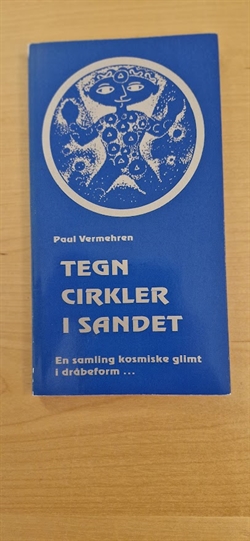 Paul Vermehren
TEGN
CIRKLER
I SANDET
En samling kosmiske glimt
i dråbeform ...